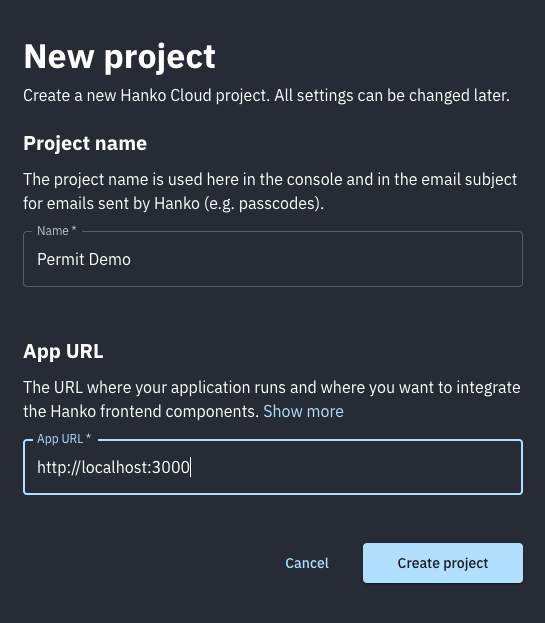 New project
Create a new Hanko Cloud project. All settings can be changed later.
Project name
The project name is used here in the console and in the email subject
for emails sent by Hanko (e.g. passcodes).
Name *
Permit Demo
App URL
The URL where your application runs and where you want to integrate
the Hanko frontend components. Show more
App URL *
http://localhost:3000
Cancel
Create project